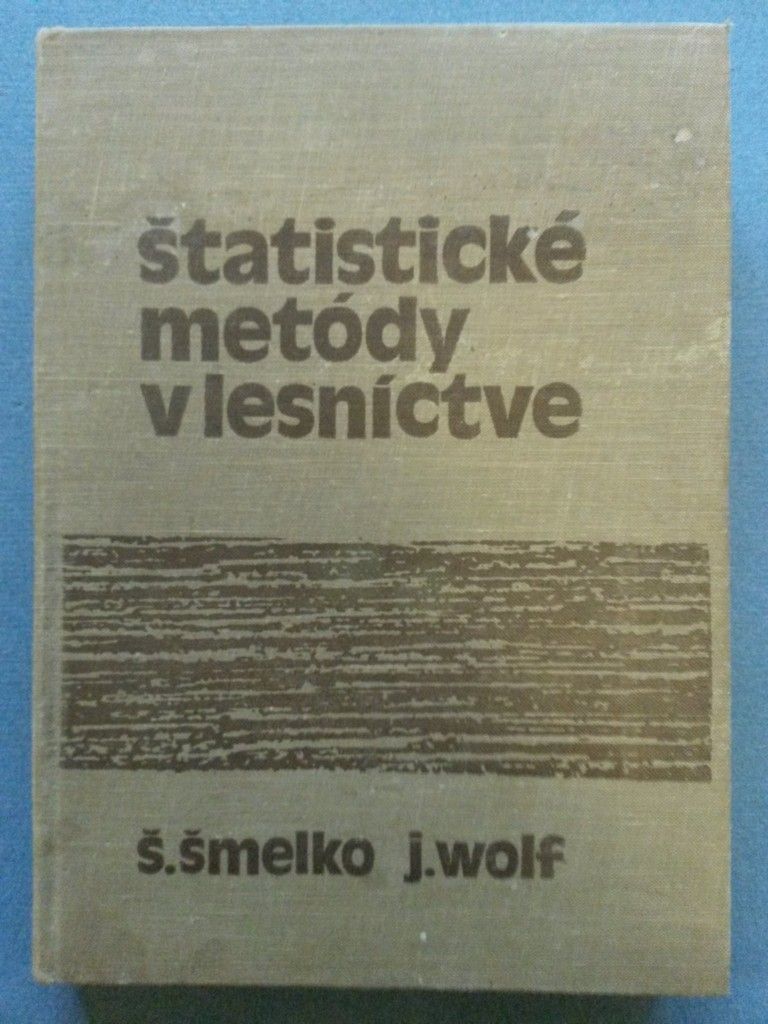 štatistické
metódy
v lesníctve
š.šmelko j.wolf